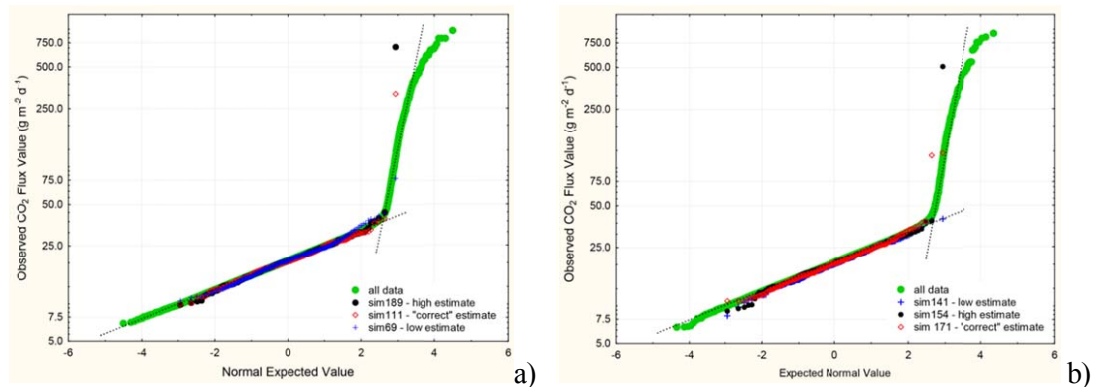 Observed CO2 Flux Value (g m-2 d-1)
750.0
500.0
250.0
75.0
50.0
25.0
7.5
5.0
all data
sim189 - high estimate
sim111 - "correct" estimate
sim69 - low estimate
-6 -4 -2 0 2 4 6
Normal Expected Value
a)
Observed CO2 Flux Value (g m-2 d-1)
750.0
500.0
250.0
75.0
50.0
25.0
7.5
5.0
all data
sim141 - low estimate
sim154 - high estimate
sim 171 - 'correct' estimate
-6 -4 -2 0 2 4 6
Expected Normal Value
b)